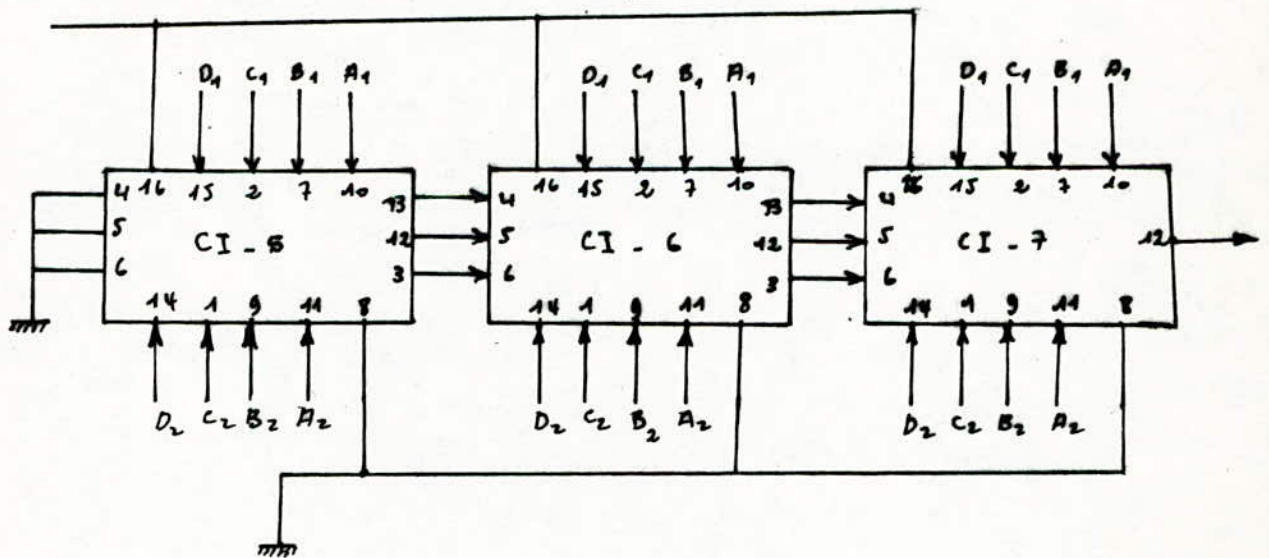 D₁ C₁ B₁ A₁ D₁ C₁ B₁ A₁ D₁ C₁ B₁ A₁
16 15 2 7 10 16 15 2 7 10 16 15 2 7 10
4 13 4 13 4
5 CI - 5 12 5 CI - 6 12 5 CI - 7 12
6 3 6 3 6
14 1 9 11 8 14 1 9 11 8 14 1 9 11 8
D₂ C₂ B₂ A₂ D₂ C₂ B₂ A₂ D₂ C₂ B₂ A₂